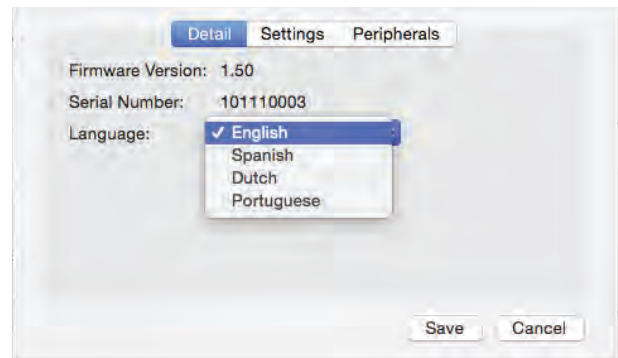 Detail Settings Peripherals
Firmware Version: 1.50
Serial Number: 101110003
Language: ✓ English
Spanish
Dutch
Portuguese
Save Cancel